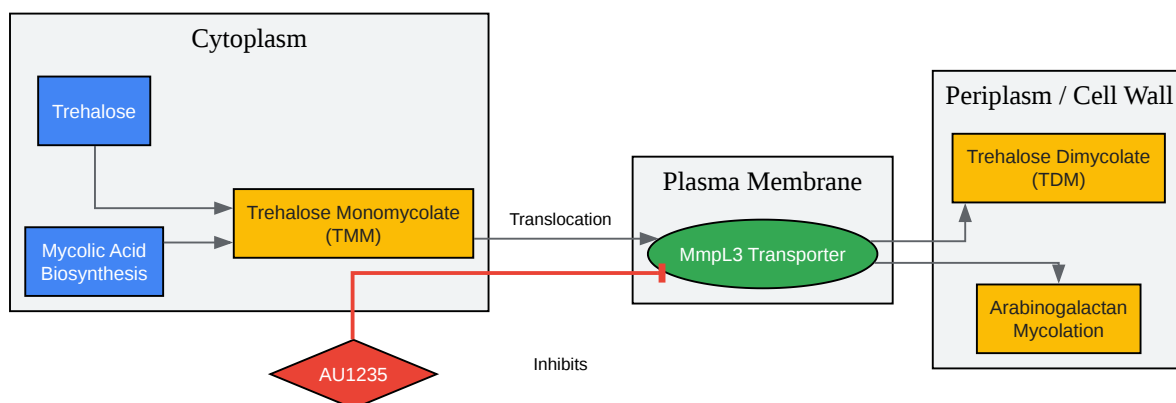 Cytoplasm
Trehalose
Mycolic Acid
Biosynthesis
Trehalose Monomycolate
(TMM)
Translocation
Plasma Membrane
MmpL3 Transporter
Periplasm / Cell Wall
Trehalose Dimycolate
(TDM)
Arabinogalactan
Mycolation
AU1235
Inhibits